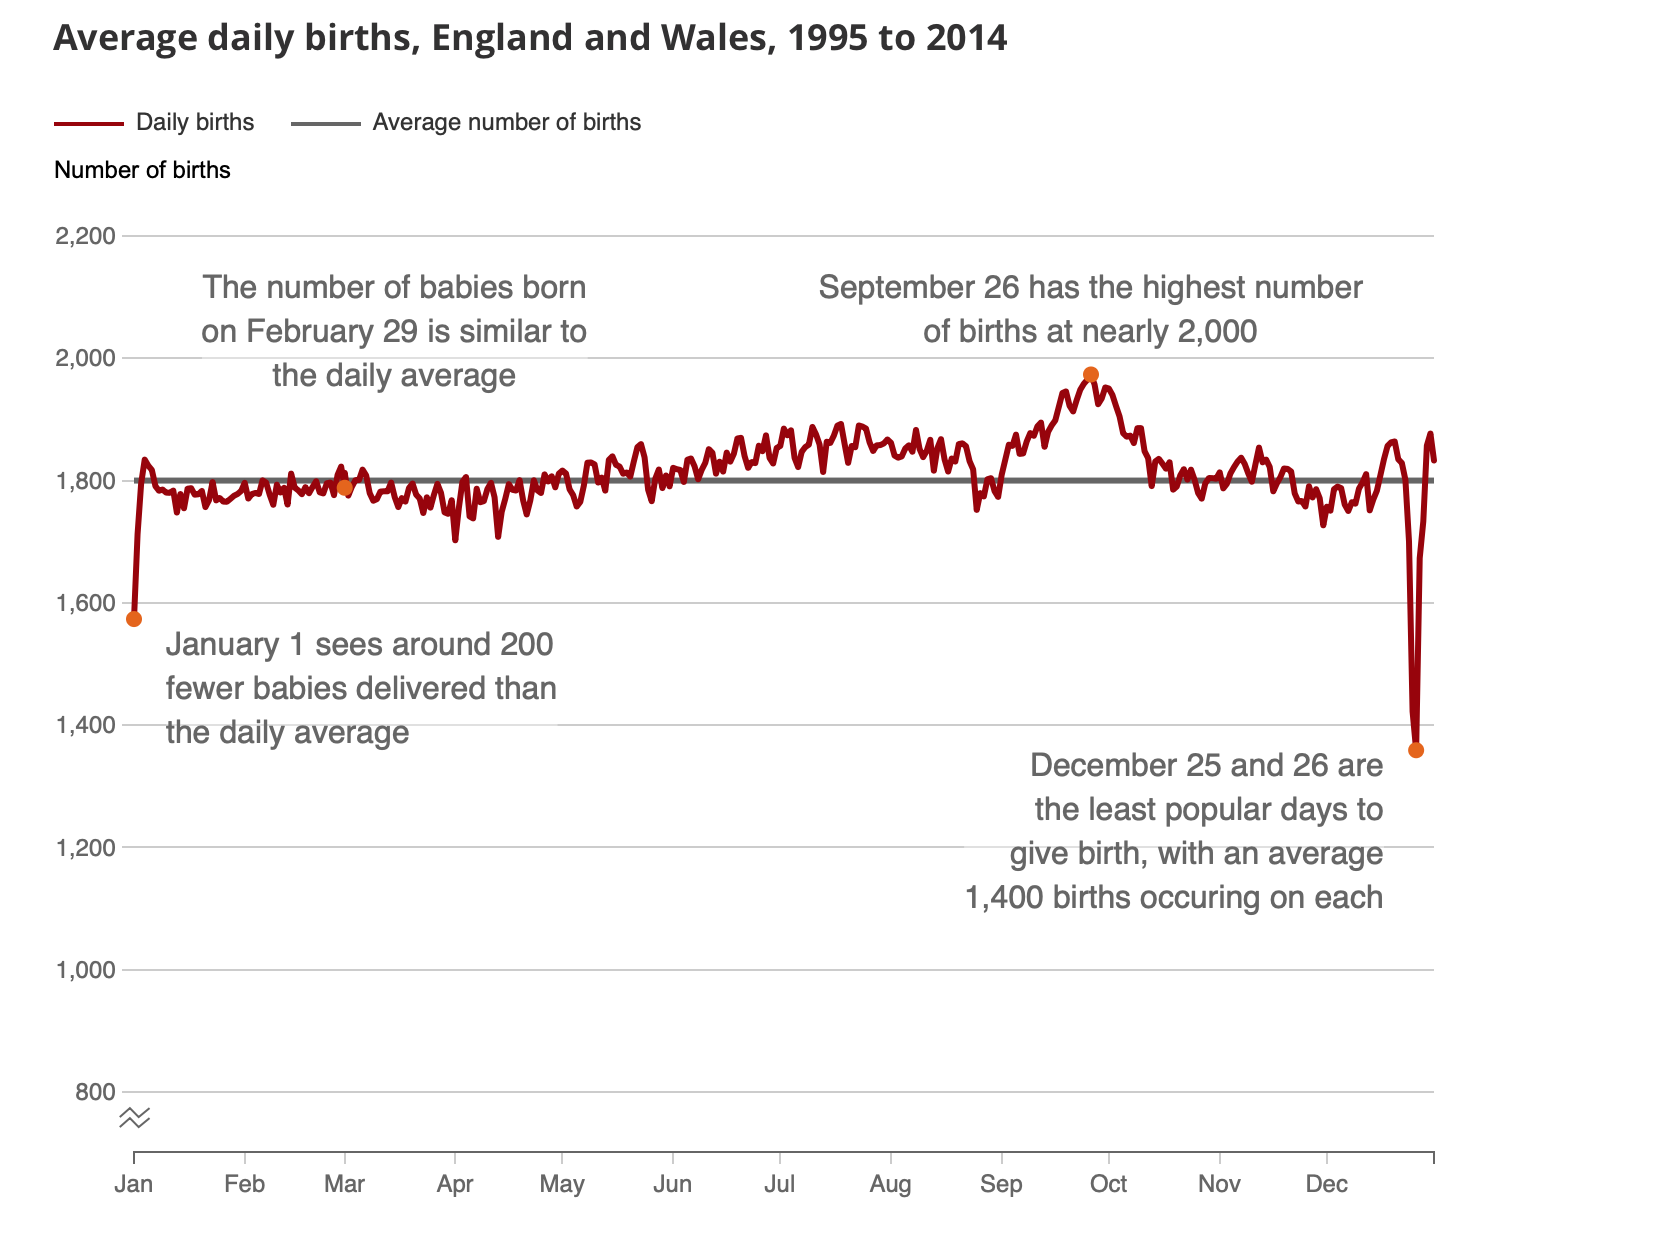 Average daily births, England and Wales, 1995 to 2014
Daily births
Average number of births
Number of births
2,200
The number of babies born
on February 29 is similar to
the daily average
September 26 has the highest number
of births at nearly 2,000
2,000
1,800
1,600
January 1 sees around 200
fewer babies delivered than
the daily average
1,400
December 25 and 26 are
the least popular days to
give birth, with an average
1,400 births occuring on each
1,200
1,000
800
Jan Feb Mar Apr May Jun Jul Aug Sep Oct Nov Dec